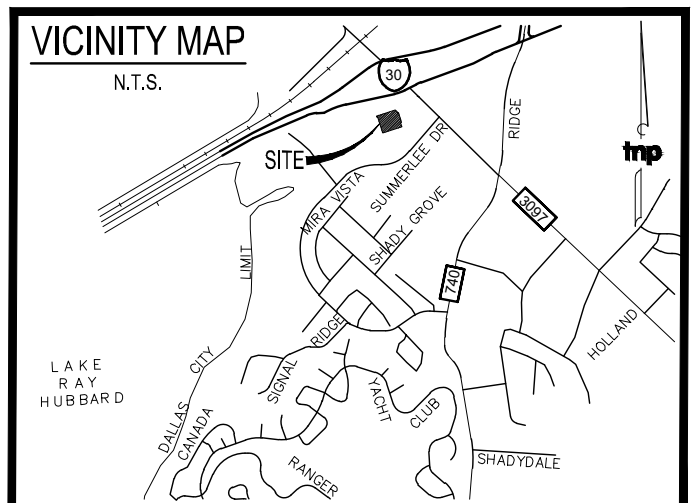 VICINITY MAP
N.T.S.
30
RIDGE
SITE
tnp
MIRA VISTA
SUMMERLEE DR
SHADY GROVE
3097
740
LIMIT
CITY
DALLAS
HOLLAND
LAKE
RAY
HUBBARD
SIGNAL
RIDGE
CANADA
YACHT
CLUB
RANGER
SHADYDALE